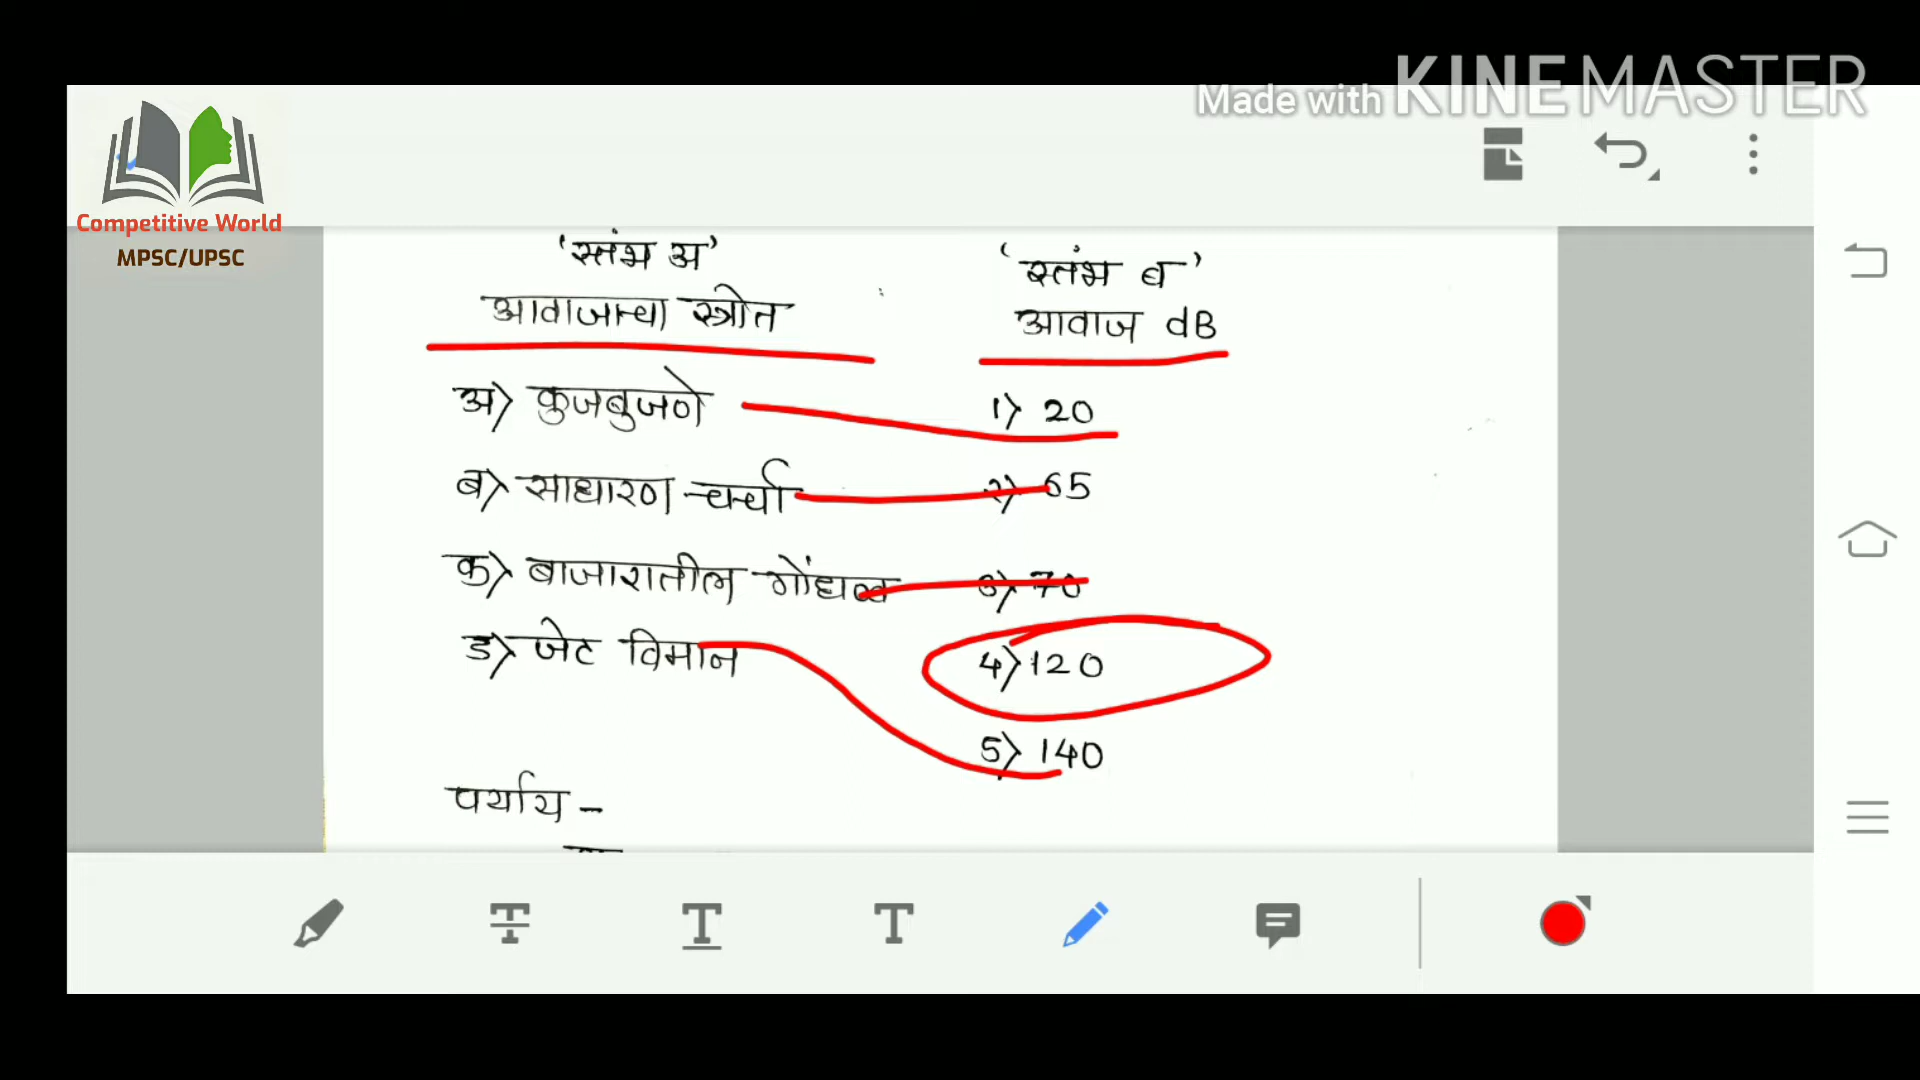 Made with KINEMASTER
Competitive World
MPSC/UPSC
'स्तंभ अ' 'स्तंभ ब'
आवाजाचा स्त्रोत आवाज dB
अ) कुजबुजणे 1) 20
ब) साधारण चर्चा 2) 65
क) बाजारातील गोंधळ 3) 70
ड) जेट विमान 4) 120
5) 140
पर्याय -